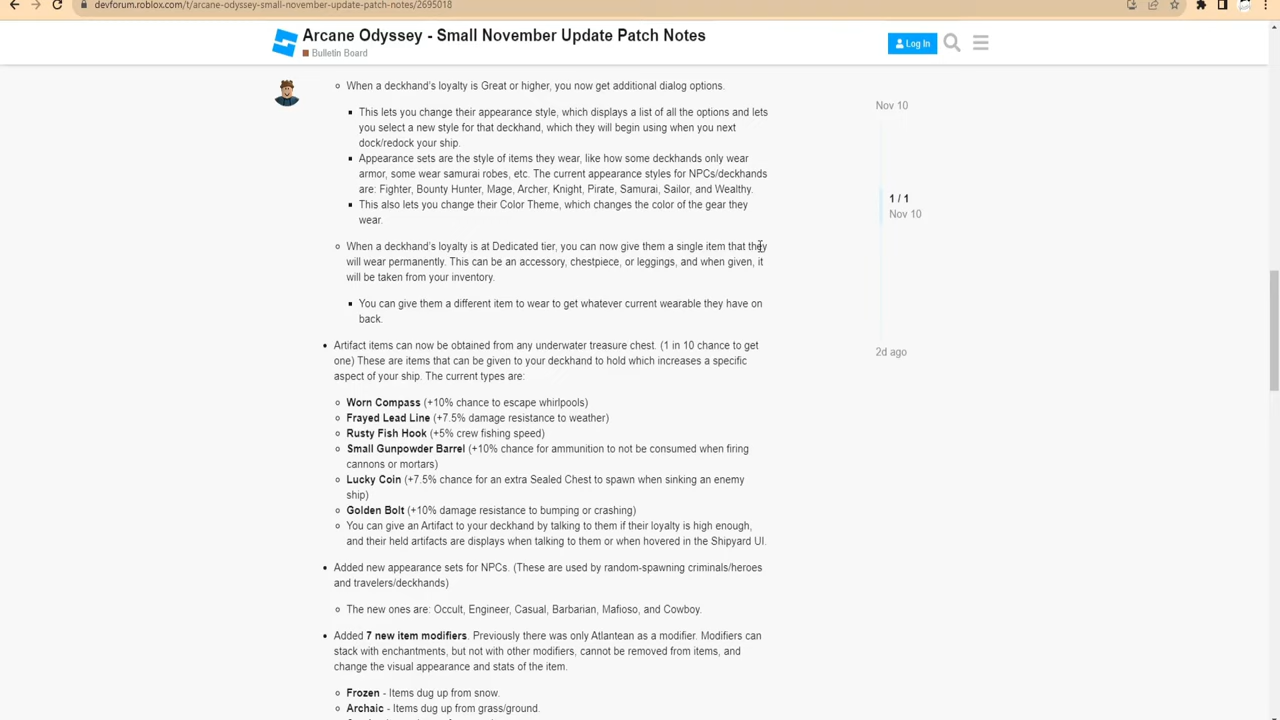 devforum.roblox.com/t/arcane-odyssey-small-november-update-patch-notes/2695018
Arcane Odyssey - Small November Update Patch Notes
Bulletin Board
Log In
When a deckhand's loyalty is Great or higher, you now get additional dialog options.
This lets you change their appearance style, which displays a list of all the options and lets
you select a new style for that deckhand, which they will begin using when you next
dock/redock your ship.
Appearance sets are the style of items they wear, like how some deckhands only wear
armor, some wear samurai robes, etc. The current appearance styles for NPCs/deckhands
are: Fighter, Bounty Hunter, Mage, Archer, Knight, Pirate, Samurai, Sailor, and Wealthy.
This also lets you change their Color Theme, which changes the color of the gear they
wear.
When a deckhand's loyalty is at Dedicated tier, you can now give them a single item that they
will wear permanently. This can be an accessory, chestpiece, or leggings, and when given, it
will be taken from your inventory.
You can give them a different item to wear to get whatever current wearable they have on
back.
Artifact items can now be obtained from any underwater treasure chest. (1 in 10 chance to get
one) These are items that can be given to your deckhand to hold which increases a specific
aspect of your ship. The current types are:
Worn Compass (+10% chance to escape whirlpools)
Frayed Lead Line (+7.5% damage resistance to weather)
Rusty Fish Hook (+5% crew fishing speed)
Small Gunpowder Barrel (+10% chance for ammunition to not be consumed when firing
cannons or mortars)
Lucky Coin (+7.5% chance for an extra Sealed Chest to spawn when sinking an enemy
ship)
Golden Bolt (+10% damage resistance to bumping or crashing)
You can give an Artifact to your deckhand by talking to them if their loyalty is high enough,
and their held artifacts are displays when talking to them or when hovered in the Shipyard UI.
Added new appearance sets for NPCs. (These are used by random-spawning criminals/heroes
and travelers/deckhands)
The new ones are: Occult, Engineer, Casual, Barbarian, Mafioso, and Cowboy.
Added 7 new item modifiers. Previously there was only Atlantean as a modifier. Modifiers can
stack with enchantments, but not with other modifiers, cannot be removed from items, and
change the visual appearance and stats of the item.
Frozen - Items dug up from snow.
Archaic - Items dug up from grass/ground.
Nov 10
1 / 1
Nov 10
2d ago